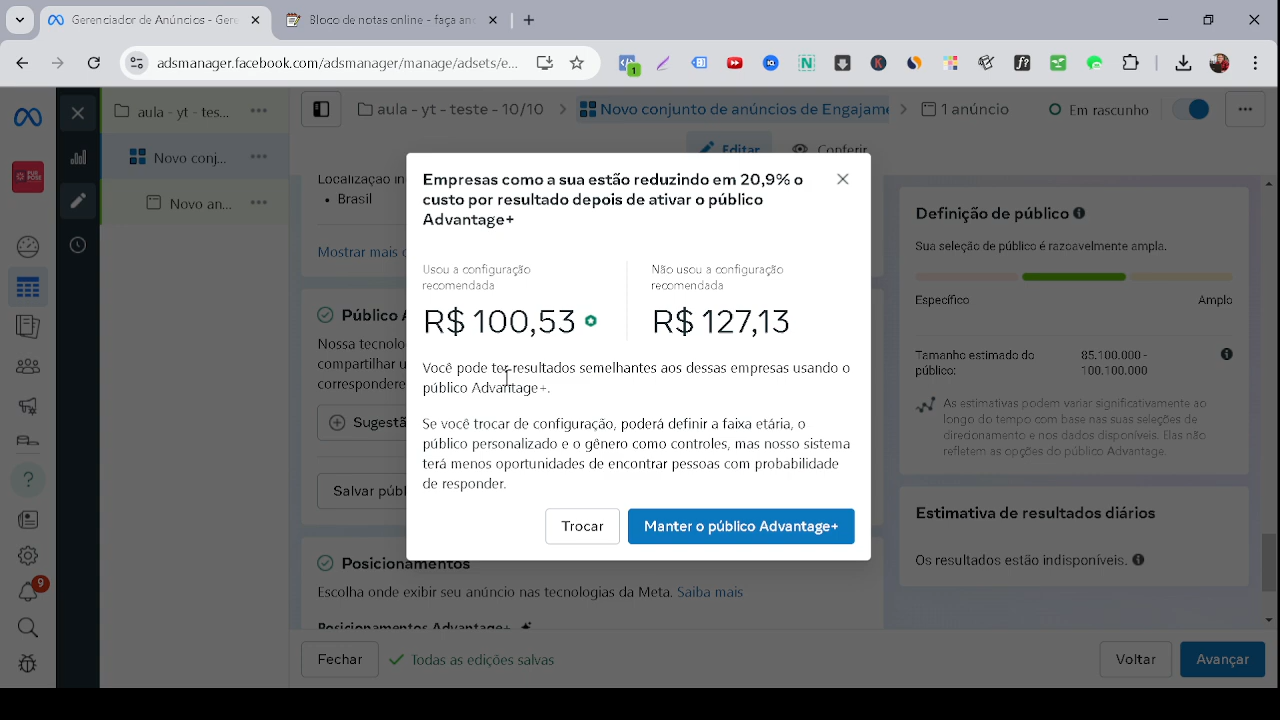 Gerenciador de Anúncios - Gere
Bloco de notas online - faça ano
adsmanager.facebook.com/adsmanager/manage/adsets/e...
1
aula - yt - tes...
Novo conj...
Novo an...
9
aula - yt - teste - 10/10
Novo conjunto de anúncios de Engajame
1 anúncio
Em rascunho
Editar
Conferir
Localização in
• Brasil
Mostrar mais o
Público A
Nossa tecnolo
compartilhar u
corresponder
Sugestã
Salvar públ
Posicionamentos
Escolha onde exibir seu anúncio nas tecnologias da Meta. Saiba mais
Posicionamentos Advantage+
Empresas como a sua estão reduzindo em 20,9% o
custo por resultado depois de ativar o público
Advantage+
Usou a configuração
recomendada
R$ 100,53
Não usou a configuração
recomendada
R$ 127,13
Você pode ter resultados semelhantes aos dessas empresas usando o
público Advantage+.
Se você trocar de configuração, poderá definir a faixa etária, o
público personalizado e o gênero como controles, mas nosso sistema
terá menos oportunidades de encontrar pessoas com probabilidade
de responder.
Trocar
Manter o público Advantage+
Definição de público
Sua seleção de público é razoavelmente ampla.
Específico
Amplo
Tamanho estimado do
público:
85.100.000 -
100.100.000
As estimativas podem variar significativamente ao
longo do tempo com base nas suas seleções de
direcionamento e nos dados disponíveis. Elas não
refletem as opções do público Advantage.
Estimativa de resultados diários
Os resultados estão indisponíveis.
Fechar
Todas as edições salvas
Voltar
Avançar